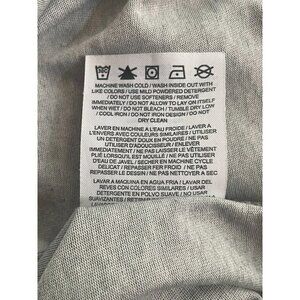 MACHINE WASH COLD / WASH INSIDE OUT WITH
LIKE COLORS / USE MILD POWDERED DETERGENT
/ DO NOT USE SOFTENERS / REMOVE
IMMEDIATELY / DO NOT ALLOW TO LAY ON ITSELF
WHEN WET / DO NOT BLEACH / TUMBLE DRY LOW
/ COOL IRON / DO NOT IRON DESIGN / DO NOT
DRY CLEAN
LAVER EN MACHINE A L'EAU FROIDE / LAVER A
L'ENVERS AVEC COULEURS SIMILAIRES / UTILISER
UN DETERGENT DOUX EN POUDRE / NE PAS
UTILISER D'ADOUCISSEUR / ENLEVER
IMMEDIATEMENT / NE PAS LAISSER LE VÊTEMENT
PLIÉ LORSQU'IL EST MOUILLÉ / NE PAS UTILISER
D'EAU DE JAVEL / SÉCHER EN MACHINE CYCLE
DELICAT / REPASSER FER FROID / NE PAS
REPASSER LE DESSIN / NE PAS NETTOYER A SEC
LAVAR A MAQUINA EN AGUA FRIA / LAVAR DEL
REVES CON COLORES SIMILARES / USAR
DETERGENTE EN POLVO SUAVE / NO USAR
SUAVIZANTES /